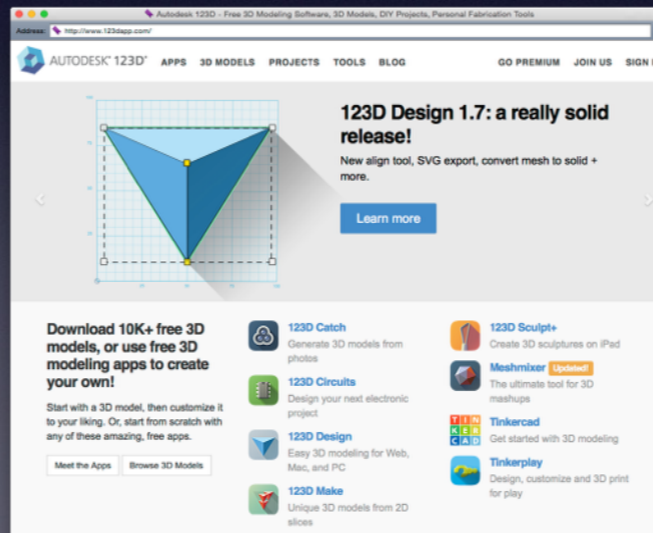 Autodesk 123D - Free 3D Modeling Software, 3D Models, DIY Projects, Personal Fabrication Tools
Address: http://www.123dapp.com/
AUTODESK® 123D® APPS 3D MODELS PROJECTS TOOLS BLOG GO PREMIUM JOIN US SIGN
123D Design 1.7: a really solid
release!
New align tool, SVG export, convert mesh to solid +
more.
Learn more
Download 10K+ free 3D
models, or use free 3D
modeling apps to create
your own!
Start with a 3D model, then customize it
to your liking. Or, start from scratch with
any of these amazing, free apps.
Meet the Apps Browse 3D Models
123D Catch
Generate 3D models from
photos
123D Circuits
Design your next electronic
project
123D Design
Easy 3D modeling for Web,
Mac, and PC
123D Make
Unique 3D models from 2D
slices
123D Sculpt+
Create 3D sculptures on iPad
Meshmixer Updated!
The ultimate tool for 3D
mashups
TIN
KER
CAD
Tinkercad
Get started with 3D modeling
Tinkerplay
Design, customize and 3D print
for play